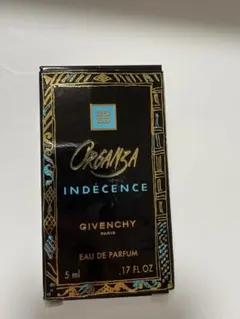 ORGANZA
INDÉCENCE
GIVENCHY
PARIS
EAU DE PARFUM
5 ml .17 FL OZ